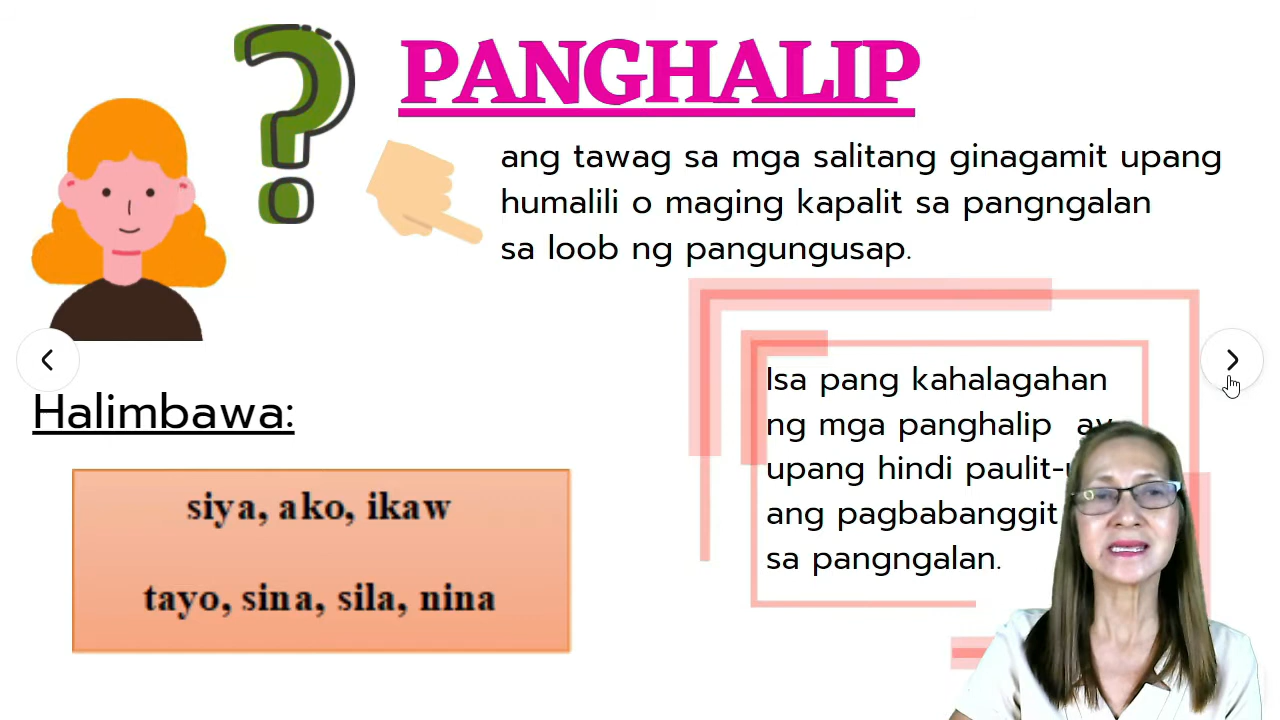 PANGHALIP
ang tawag sa mga salitang ginagamit upang
humalili o maging kapalit sa pangngalan
sa loob ng pangungusap.
Isa pang kahalagahan
ng mga panghalip
upang hindi
ang pagbabanggit
sa pangngalan.
Halimbawa:
siya, ako, ikaw
tayo, sina, sila, nina